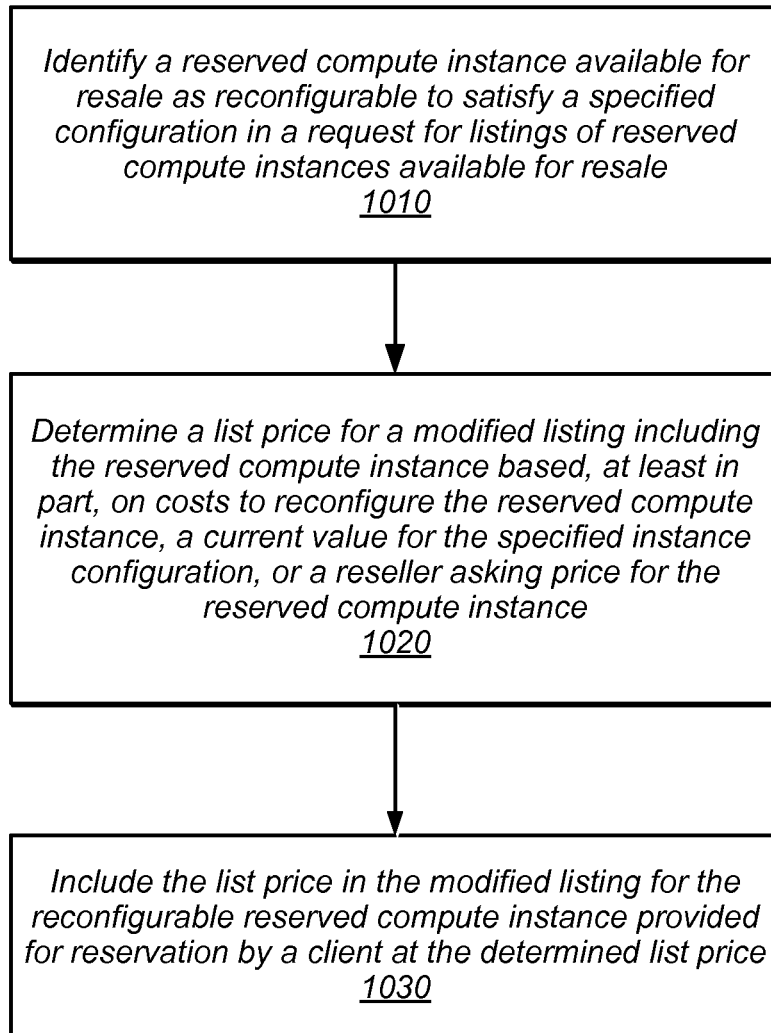 Identify a reserved compute instance available for
resale as reconfigurable to satisfy a specified
configuration in a request for listings of reserved
compute instances available for resale
1010
Determine a list price for a modified listing including
the reserved compute instance based, at least in
part, on costs to reconfigure the reserved compute
instance, a current value for the specified instance
configuration, or a reseller asking price for the
reserved compute instance
1020
Include the list price in the modified listing for the
reconfigurable reserved compute instance provided
for reservation by a client at the determined list price
1030